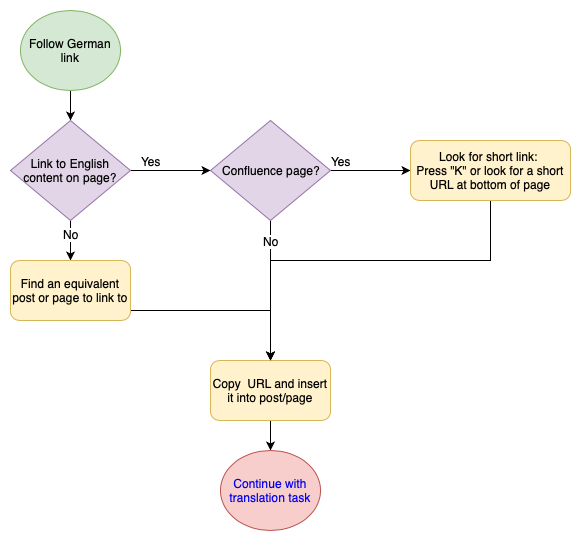 Follow German
link
Link to English
content on page?
Yes
Confluence page?
Yes
Look for short link:
Press "K" or look for a short
URL at bottom of page
No
No
Find an equivalent
post or page to link to
Copy  URL and insert
it into post/page
Continue with
translation task